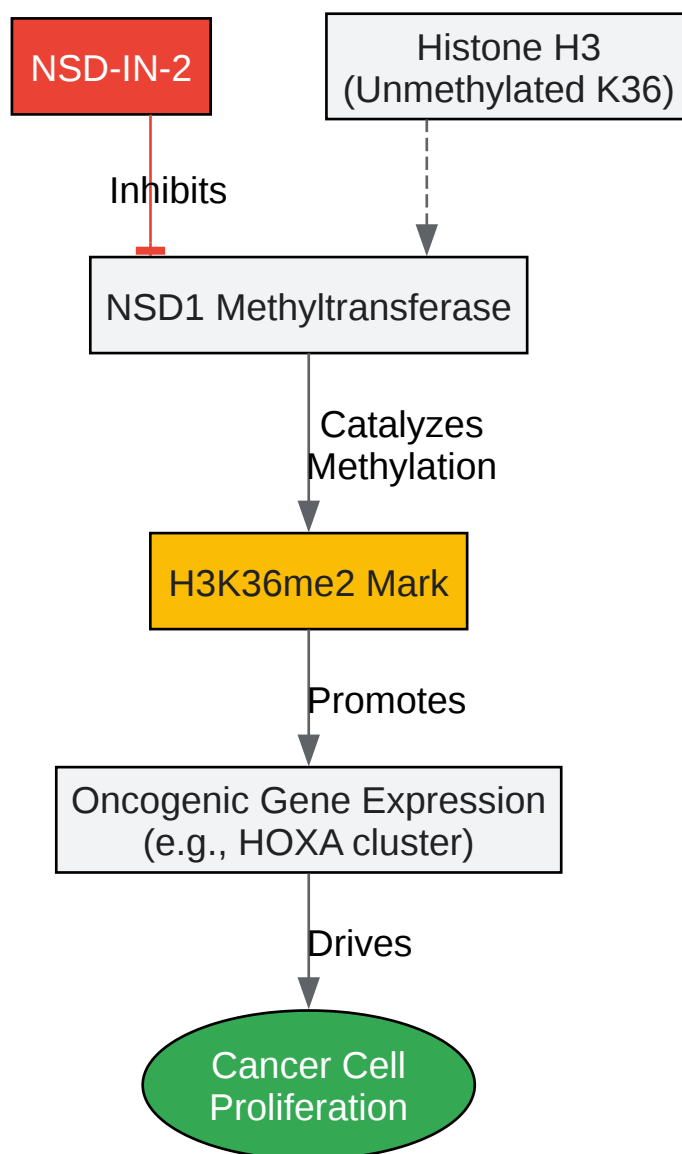 NSD-IN-2
Histone H3
(Unmethylated K36)
Inhibits
NSD1 Methyltransferase
Catalyzes
Methylation
H3K36me2 Mark
Promotes
Oncogenic Gene Expression
(e.g., HOXA cluster)
Drives
Cancer Cell
Proliferation